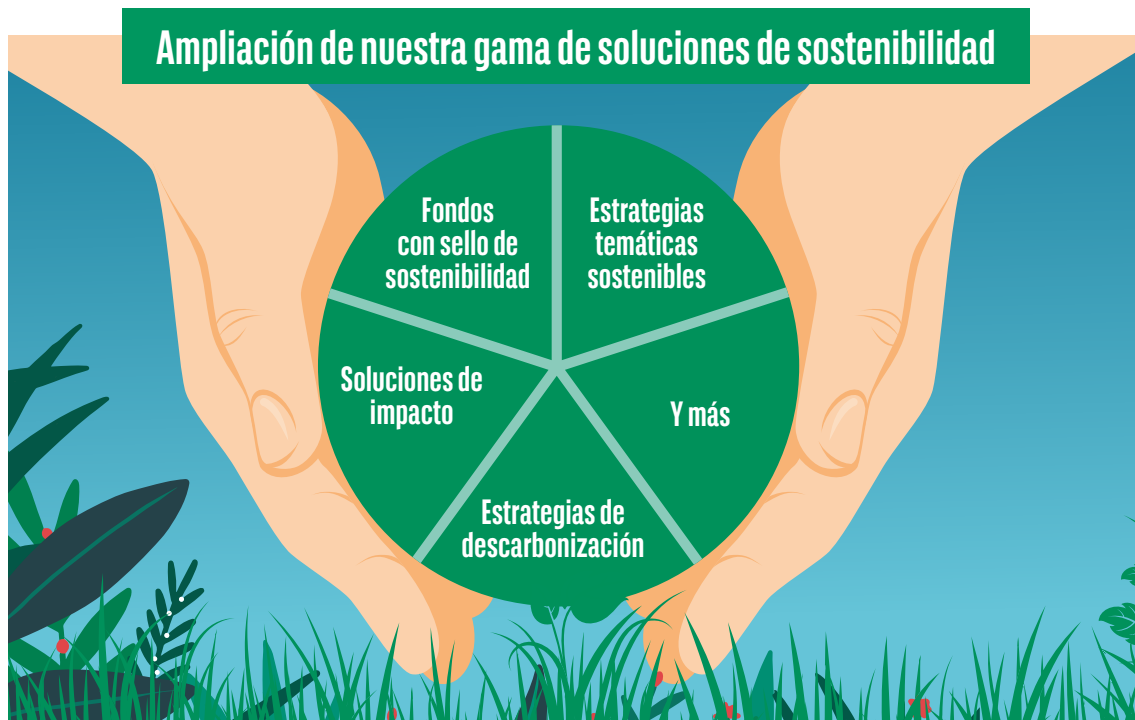 Ampliación de nuestra gama de soluciones de sostenibilidad
Fondos
con sello de
sostenibilidad
Estrategias
temáticas
sostenibles
Soluciones de
impacto
Y más
Estrategias de
descarbonización